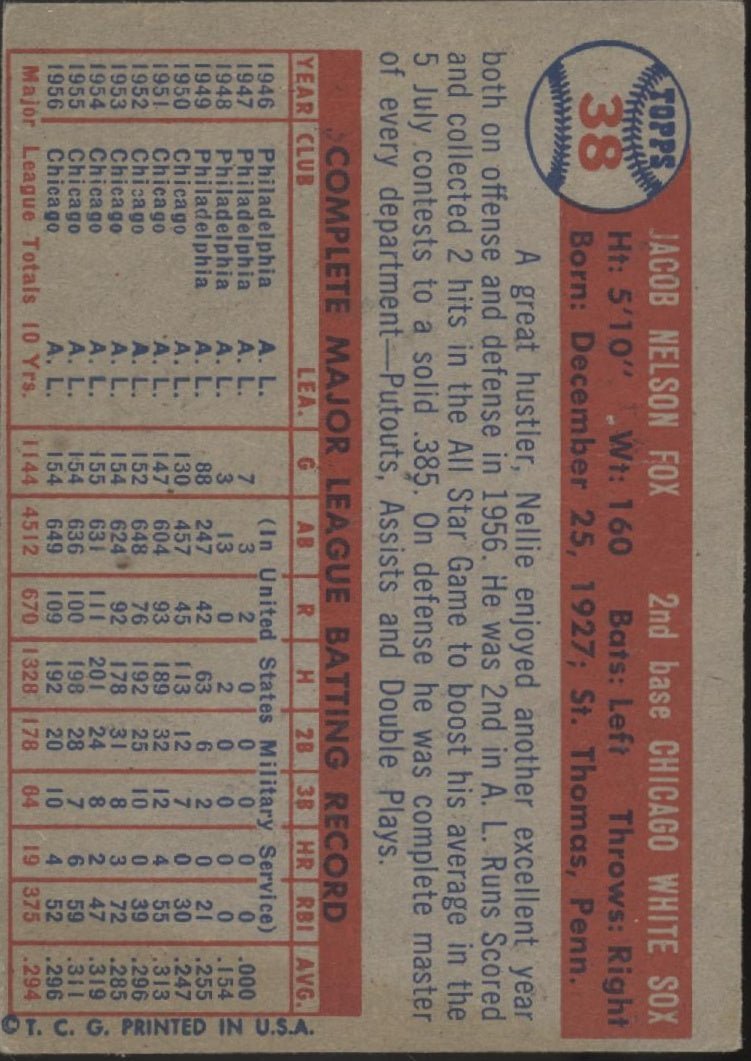 TOPPS
38
JACOB NELSON FOX 2nd base CHICAGO WHITE SOX
Ht: 5'10" Wt: 160 Bats: Left Throws: Right
Born: December 25, 1927; St. Thomas, Penn.
A great hustler, Nellie enjoyed another excellent year
both on offense and defense in 1956. He was 2nd in A. L. Runs Scored
and collected 2 hits in the All Star Game to boost his average in the
5 July contests to a solid .385. On defense he was complete master
of every department—Putouts, Assists and Double Plays.
COMPLETE MAJOR LEAGUE BATTING RECORD
YEAR CLUB LEA. G AB R H 2B 3B HR RBI AVG.
1946 Philadelphia A. L. (In United States Military Service)
1947 Philadelphia A. L. 7 3 2 0 0 0 0 0 .000
1948 Philadelphia A. L. 3 13 0 2 0 0 0 0 .154
1949 Philadelphia A. L. 88 247 42 63 6 2 0 21 .255
1950 Chicago A. L. 130 457 45 113 12 7 0 30 .247
1951 Chicago A. L. 147 604 93 189 32 12 4 55 .313
1952 Chicago A. L. 152 648 76 192 25 10 0 39 .296
1953 Chicago A. L. 154 624 92 178 31 8 3 72 .285
1954 Chicago A. L. 155 631 111 201 24 8 2 47 .319
1955 Chicago A. L. 154 636 100 198 28 7 6 59 .311
1956 Chicago A. L. 154 649 109 192 20 10 4 52 .296
Major League Totals 10 Yrs. 1144 4512 670 1328 178 64 19 375 .294
© T. C. G. PRINTED IN U.S.A.